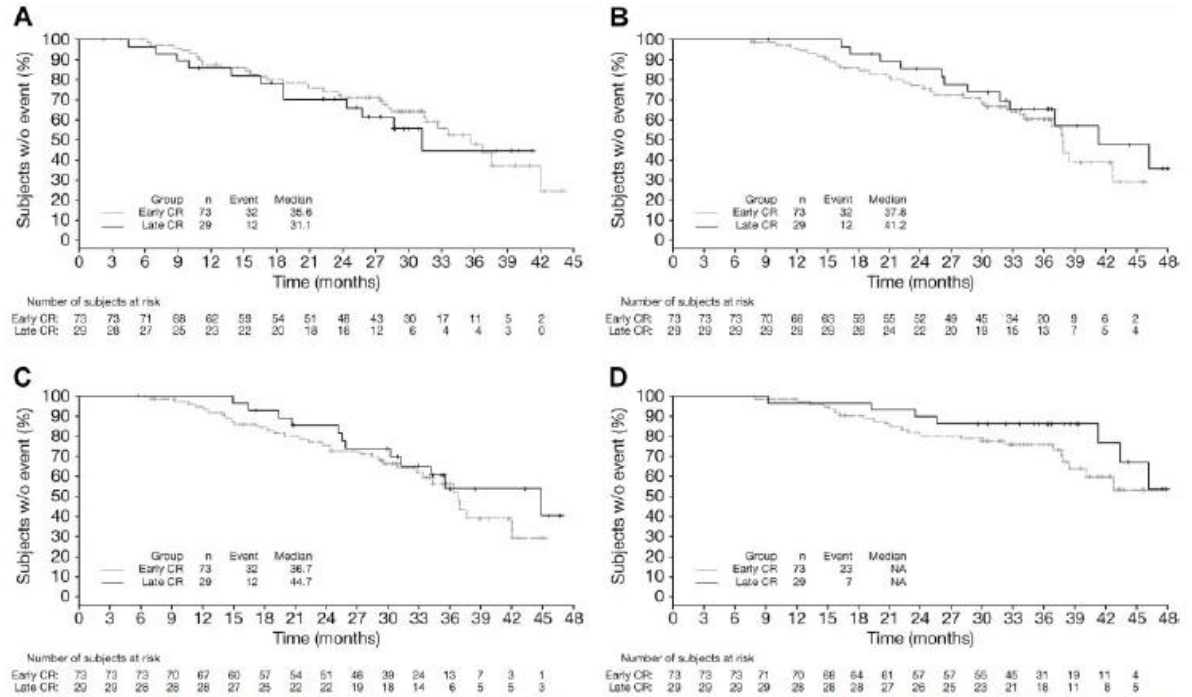 A
Subjects w/o event (%)
100
90
80
70
60
50
40
30
20
10
0
Group n Event Median
Early CR 73 32 35.6
Late CR 29 12 31.1
0 3 6 9 12 15 18 21 24 27 30 33 36 39 42 45
Time (months)
Number of subjects at risk
Early CR: 73 73 71 68 62 59 54 51 48 43 30 17 11 5 2
Late CR: 29 28 27 25 23 22 20 18 16 12 6 4 4 3 0
B
Subjects w/o event (%)
100
90
80
70
60
50
40
30
20
10
0
Group n Event Median
Early CR 73 32 37.8
Late CR 29 12 41.2
0 3 6 9 12 15 18 21 24 27 30 33 36 39 42 45 48
Time (months)
Number of subjects at risk
Early CR: 73 73 73 70 68 63 59 55 52 49 45 34 20 9 6 2
Late CR: 29 29 29 29 29 29 26 24 22 20 19 15 13 7 5 4
C
Subjects w/o event (%)
100
90
80
70
60
50
40
30
20
10
0
Group n Event Median
Early CR 73 32 36.7
Late CR 29 12 44.7
0 3 6 9 12 15 18 21 24 27 30 33 36 39 42 45 48
Time (months)
Number of subjects at risk
Early CR: 73 73 73 70 67 60 57 54 51 46 39 24 13 7 3 1
Late CR: 29 29 28 28 28 27 25 22 22 19 18 14 6 5 5 3
D
Subjects w/o event (%)
100
90
80
70
60
50
40
30
20
10
0
Group n Event Median
Early CR 73 23 NA
Late CR 29 7 NA
0 3 6 9 12 15 18 21 24 27 30 33 36 39 42 45 48
Time (months)
Number of subjects at risk
Early CR: 73 73 73 71 70 68 64 61 57 57 55 45 31 19 11 4
Late CR: 29 29 29 29 28 28 28 27 26 25 23 21 18 11 5